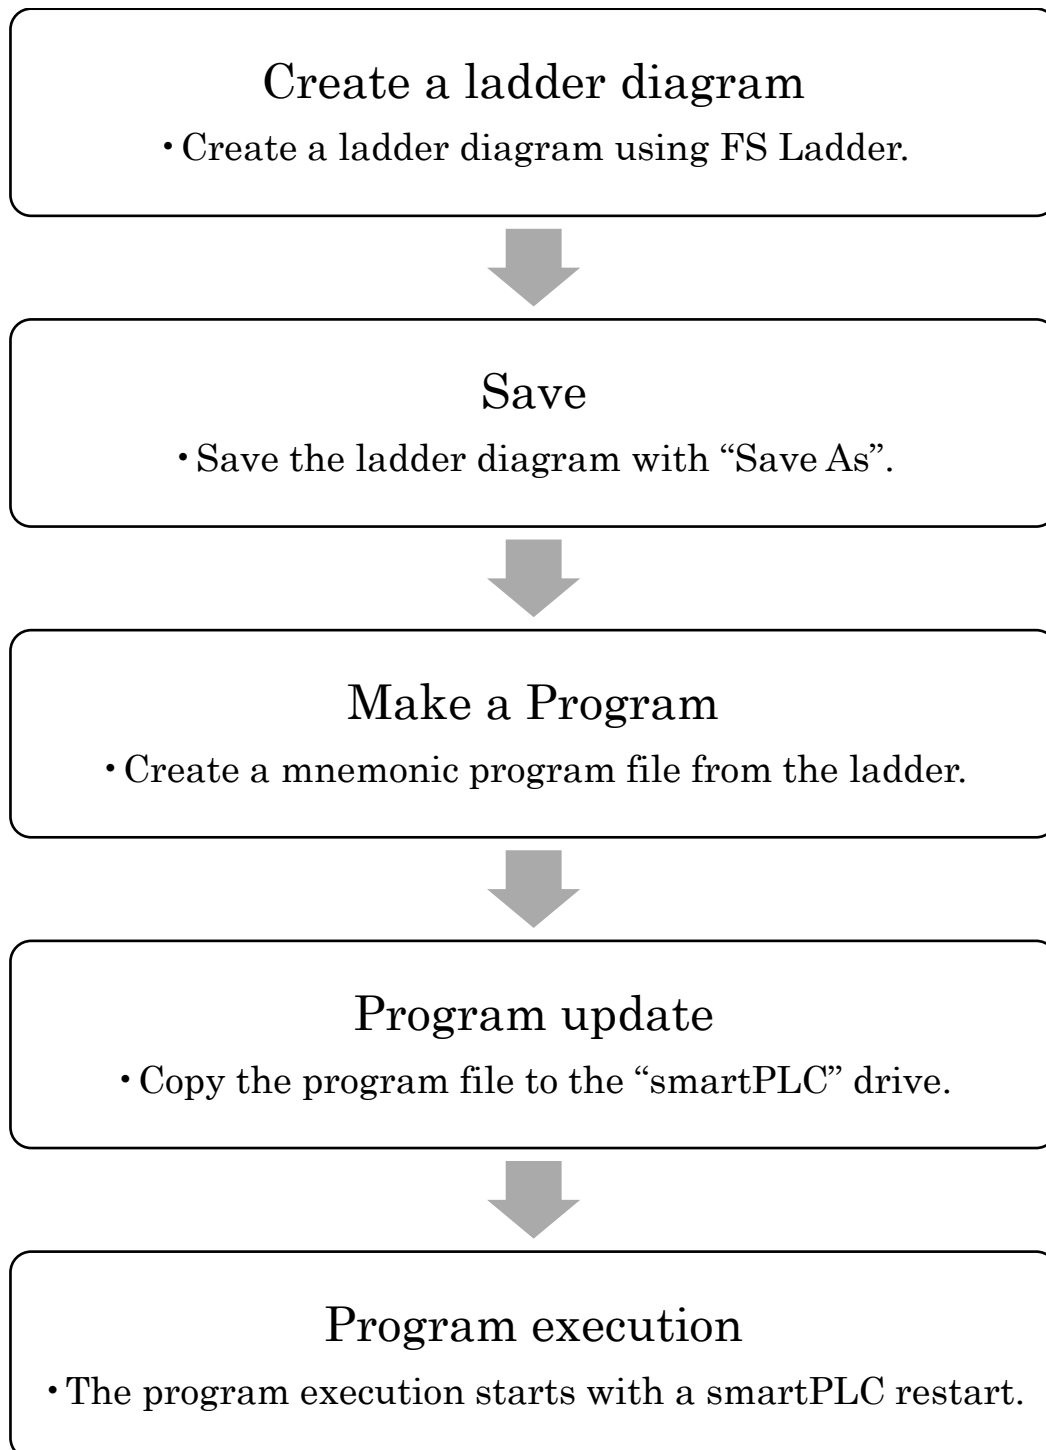 Create a ladder diagram
・Create a ladder diagram using FS Ladder.
Save
・Save the ladder diagram with “Save As”.
Make a Program
・Create a mnemonic program file from the ladder.
Program update
・Copy the program file to the “smartPLC” drive.
Program execution
・The program execution starts with a smartPLC restart.